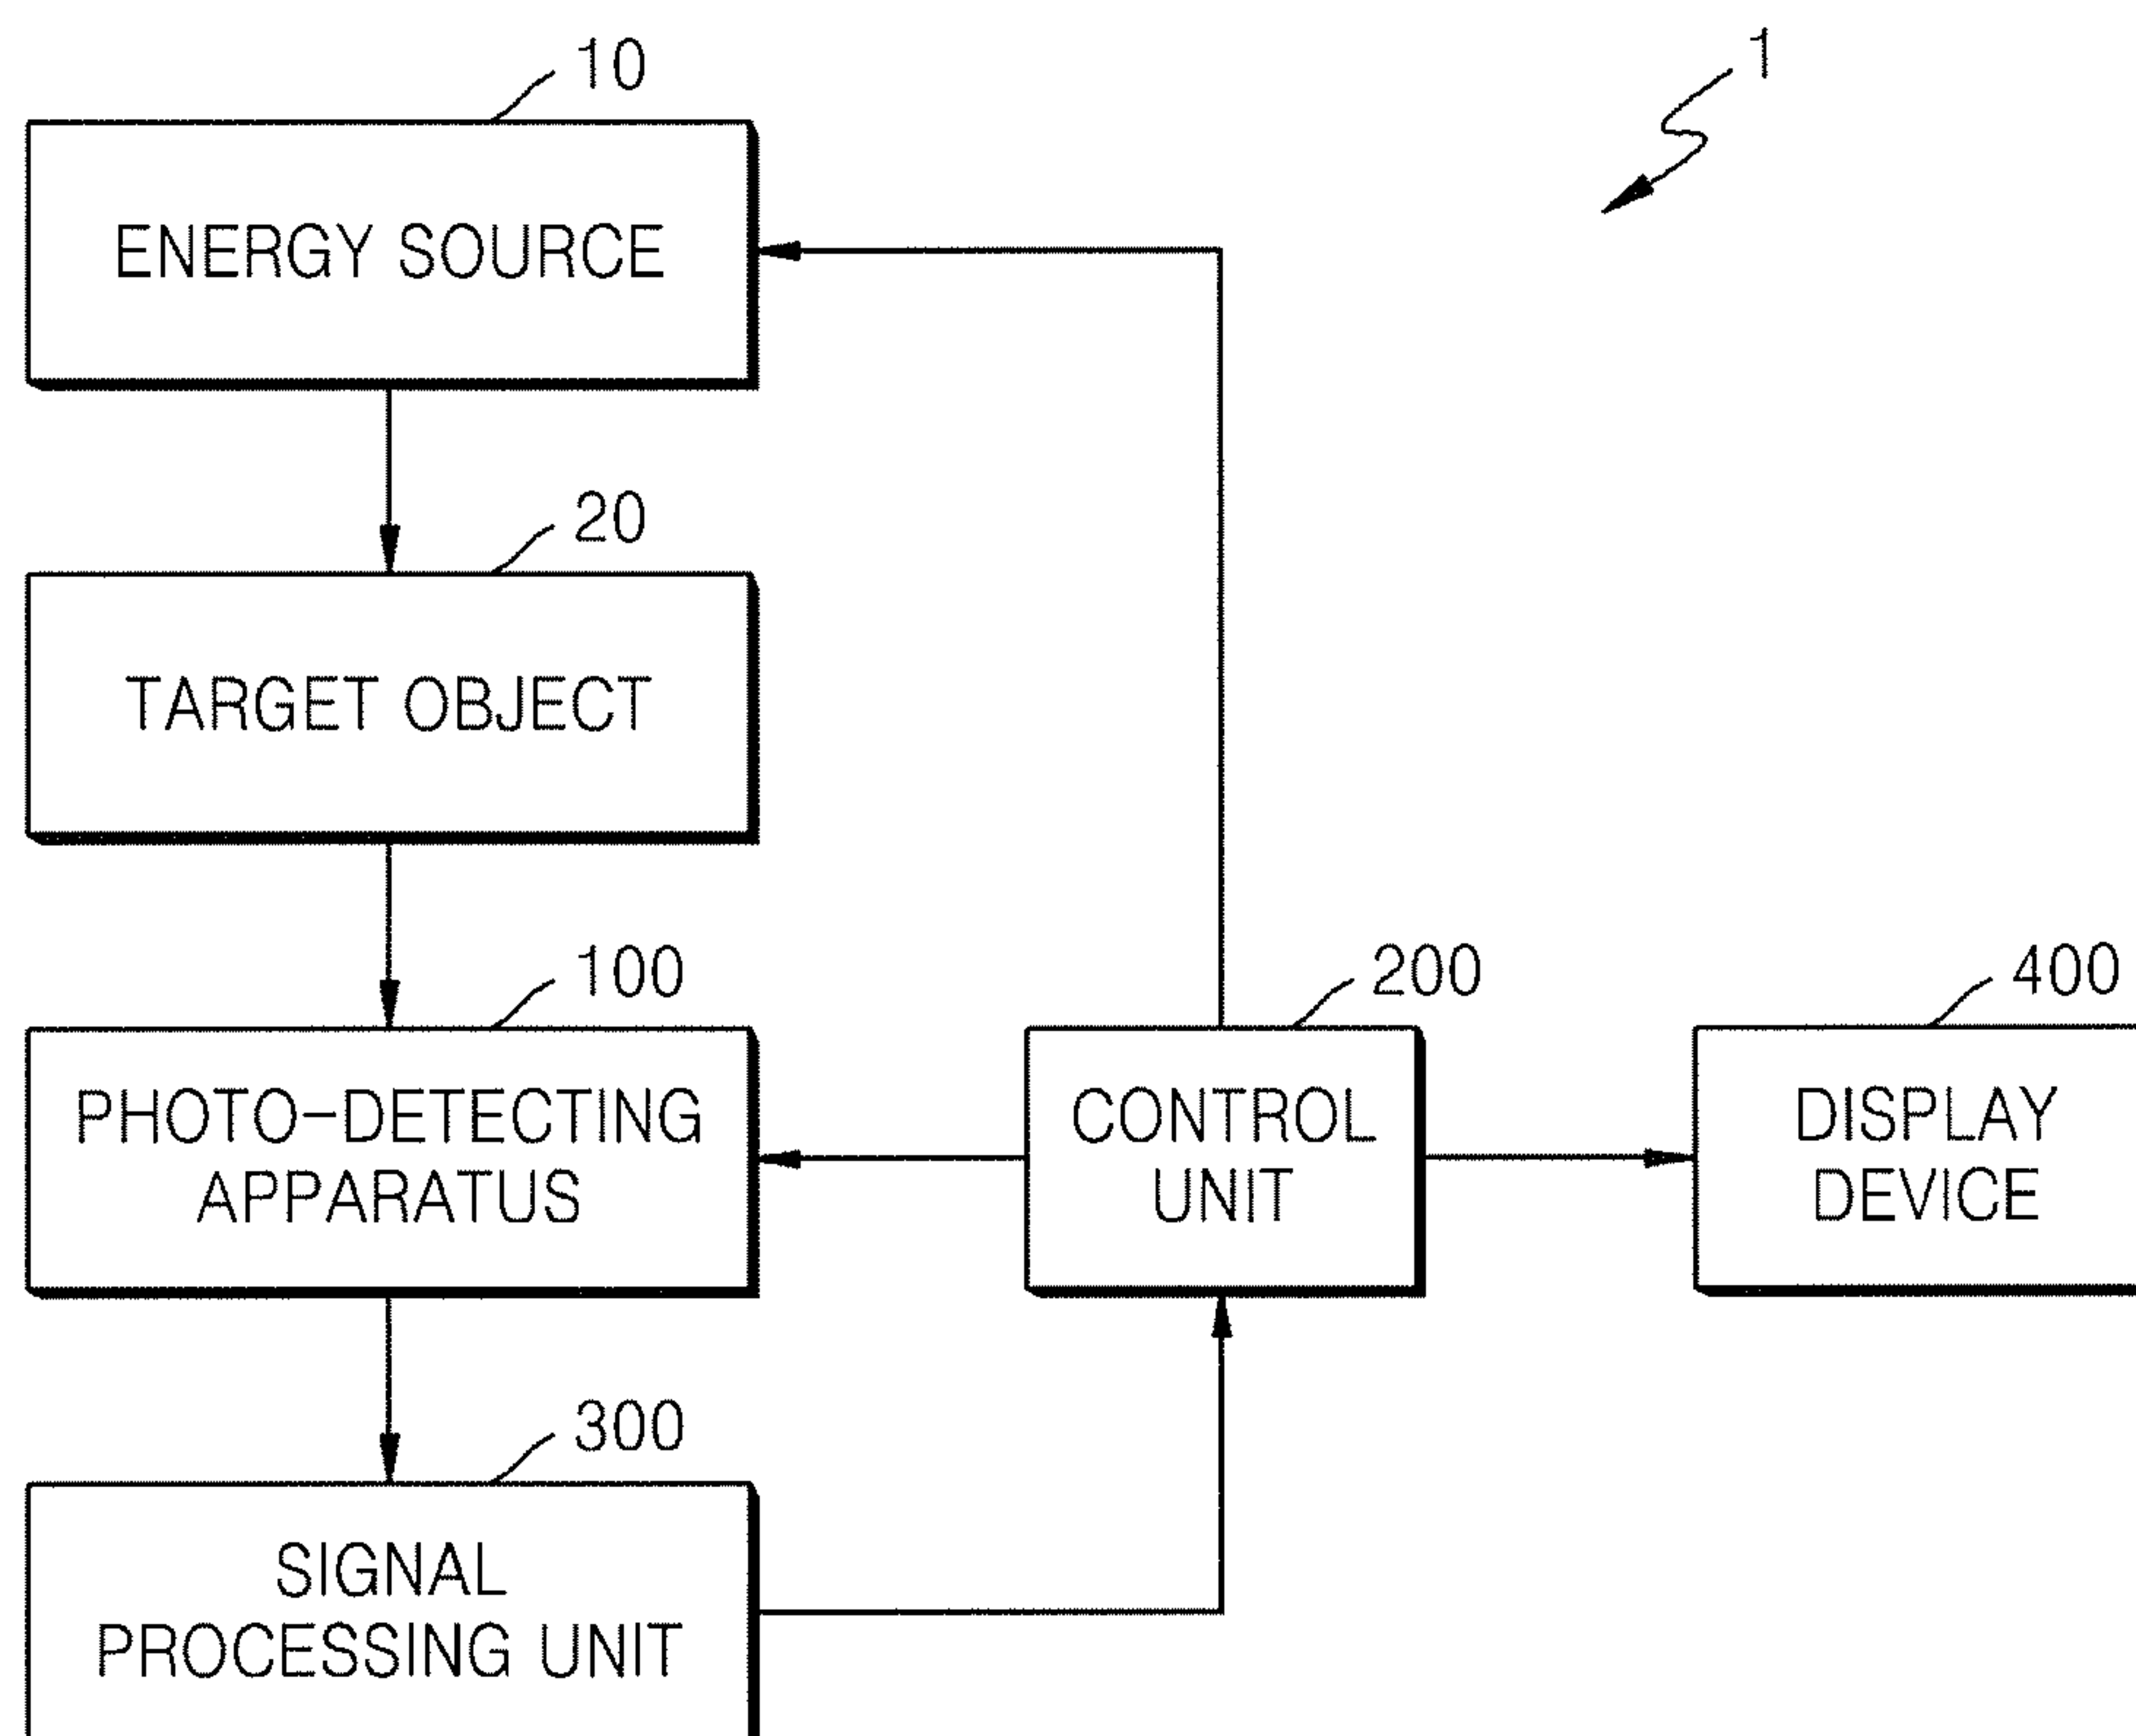 10
1
ENERGY SOURCE
20
TARGET OBJECT
100
200
400
PHOTO-DETECTING
APPARATUS
CONTROL
UNIT
DISPLAY
DEVICE
300
SIGNAL
PROCESSING UNIT